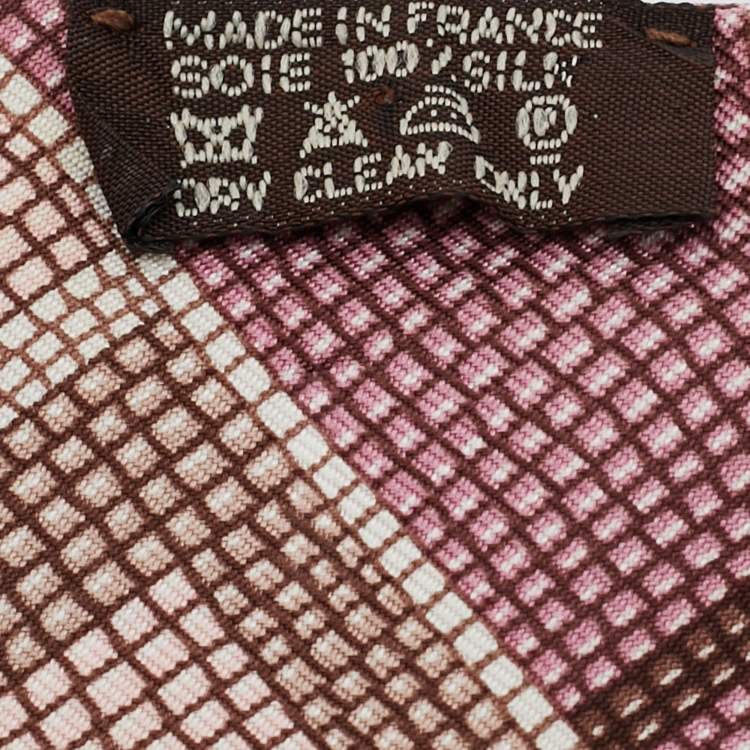 MADE IN FRANCE
SOIE 100% SILK
P
DRY CLEAN ONLY